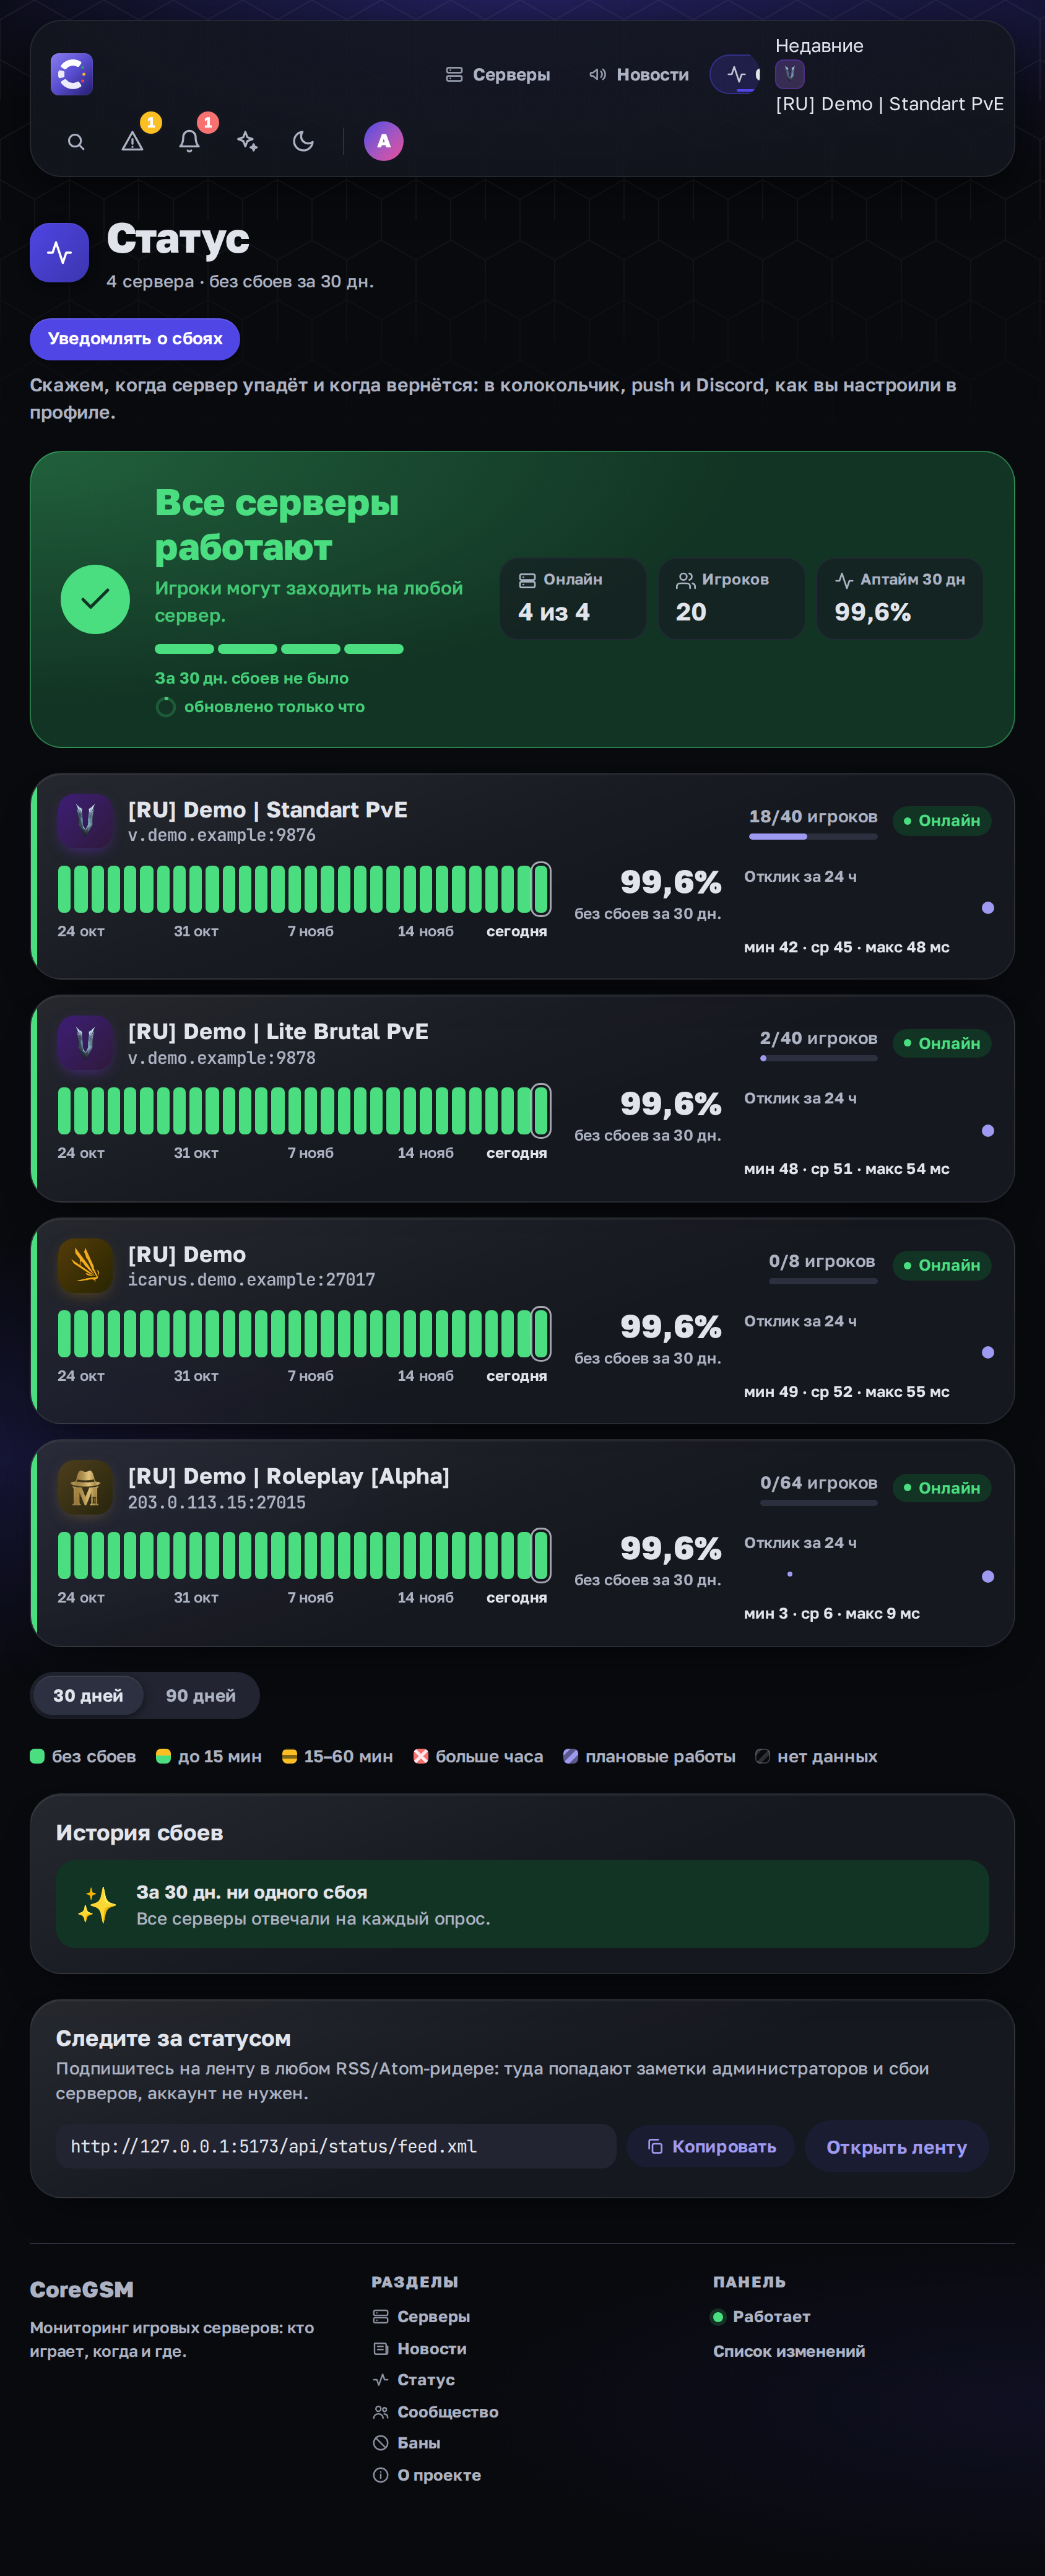 Серверы
Новости
Недавние
[RU] Demo | Standart PvE
1
1
A
Статус
4 сервера · без сбоев за 30 дн.
Уведомлять о сбоях
Скажем, когда сервер упадёт и когда вернётся: в колокольчик, push и Discord, как вы настроили в
профиле.
Все серверы
работают
Игроки могут заходить на любой
сервер.
За 30 дн. сбоев не было
обновлено только что
Онлайн
4 из 4
Игроков
20
Аптайм 30 дн
99,6%
[RU] Demo | Standart PvE
v.demo.example:9876
18/40 игроков
Онлайн
24 окт 31 окт 7 нояб 14 нояб сегодня
99,6%
без сбоев за 30 дн.
Отклик за 24 ч
мин 42 · ср 45 · макс 48 мс
[RU] Demo | Lite Brutal PvE
v.demo.example:9878
2/40 игроков
Онлайн
24 окт 31 окт 7 нояб 14 нояб сегодня
99,6%
без сбоев за 30 дн.
Отклик за 24 ч
мин 48 · ср 51 · макс 54 мс
[RU] Demo
icarus.demo.example:27017
0/8 игроков
Онлайн
24 окт 31 окт 7 нояб 14 нояб сегодня
99,6%
без сбоев за 30 дн.
Отклик за 24 ч
мин 49 · ср 52 · макс 55 мс
[RU] Demo | Roleplay [Alpha]
203.0.113.15:27015
0/64 игроков
Онлайн
24 окт 31 окт 7 нояб 14 нояб сегодня
99,6%
без сбоев за 30 дн.
Отклик за 24 ч
мин 3 · ср 6 · макс 9 мс
30 дней 90 дней
без сбоев до 15 мин 15–60 мин больше часа плановые работы нет данных
История сбоев
За 30 дн. ни одного сбоя
Все серверы отвечали на каждый опрос.
Следите за статусом
Подпишитесь на ленту в любом RSS/Atom-ридере: туда попадают заметки администраторов и сбои
серверов, аккаунт не нужен.
http://127.0.0.1:5173/api/status/feed.xml
Копировать
Открыть ленту
CoreGSM
Мониторинг игровых серверов: кто
играет, когда и где.
РАЗДЕЛЫ
Серверы
Новости
Статус
Сообщество
Баны
О проекте
ПАНЕЛЬ
Работает
Список изменений